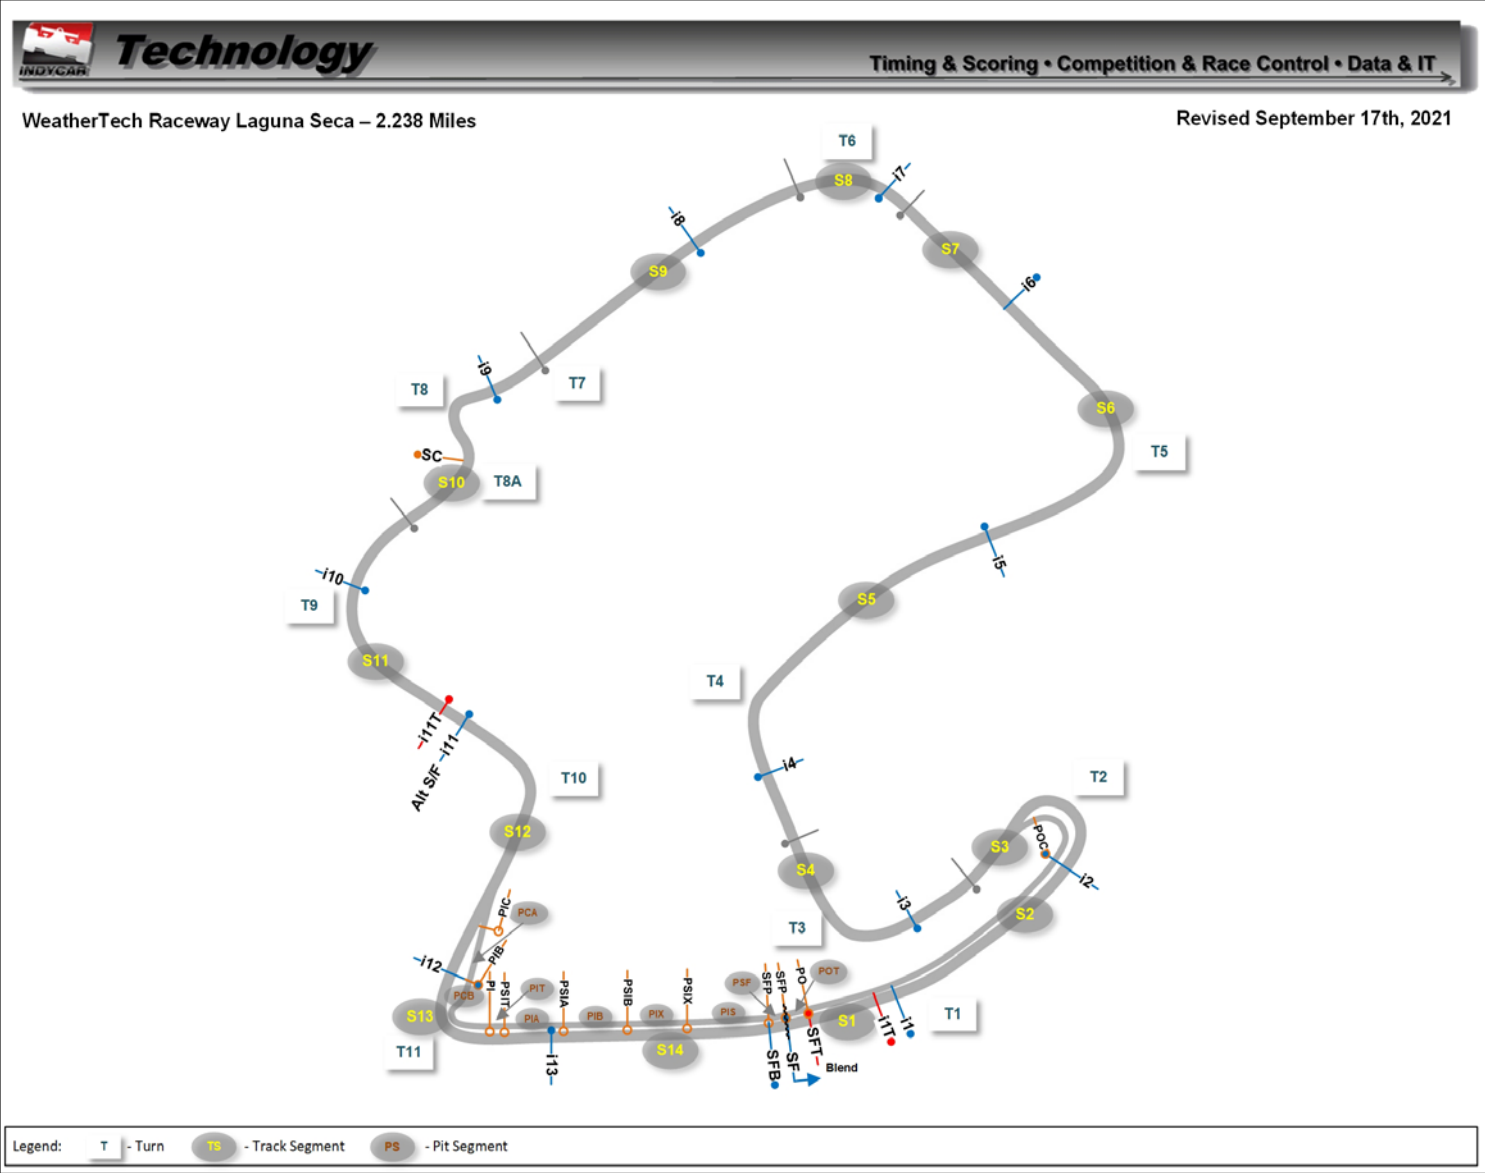 INDYCAR
Technology
Timing & Scoring • Competition & Race Control • Data & IT
WeatherTech Raceway Laguna Seca – 2.238 Miles
Revised September 17th, 2021
T6
S8
i7
i8
S7
S9
i6
i9
T7
T8
S6
SC
T5
S10
T8A
i5
i10
S5
T9
S11
T4
i11T
i11
Alt S/F
i4
T10
T2
S12
POC
S3
S4
i2
PIC
PCA
i3
S2
T3
PIB
i12
PI
PSIT
PIT
PSIA
PSIB
PSIX
PSF
SFP
SFP
PO
POT
PCB
S13
PIA
PIB
PIX
PIS
S1
i1T
i1
T1
T11
S14
i13
SFB
SF
SFT
Blend
Legend:
T
- Turn
TS
- Track Segment
PS
- Pit Segment